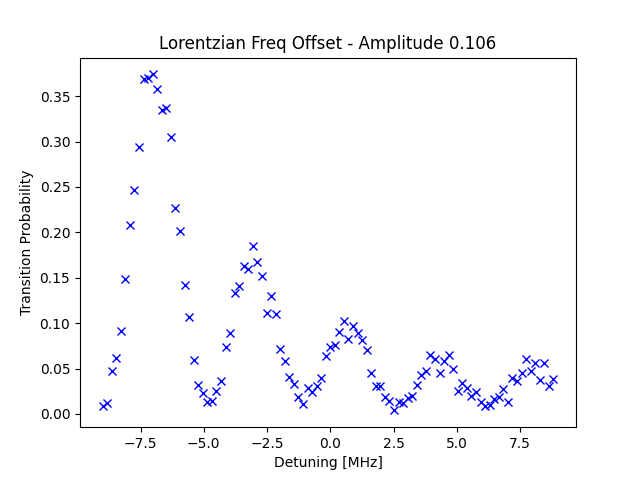 Lorentzian Freq Offset - Amplitude 0.106
Transition Probability
0.35
0.30
0.25
0.20
0.15
0.10
0.05
0.00
−7.5 −5.0 −2.5 0.0 2.5 5.0 7.5
Detuning [MHz]